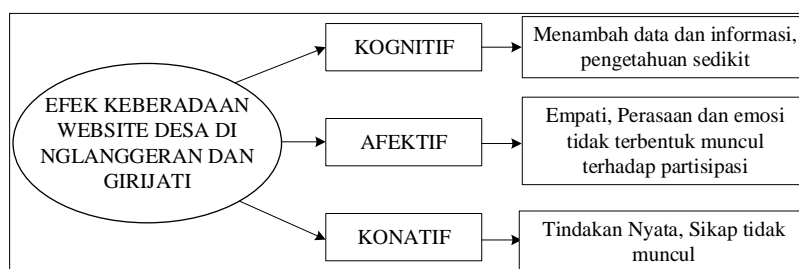 EFEK KEBERADAAN
WEBSITE DESA DI
NGLANGGERAN DAN
GIRIJATI
KOGNITIF
Menambah data dan informasi,
pengetahuan sedikit
AFEKTIF
Empati, Perasaan dan emosi
tidak terbentuk muncul
terhadap partisipasi
KONATIF
Tindakan Nyata, Sikap tidak
muncul